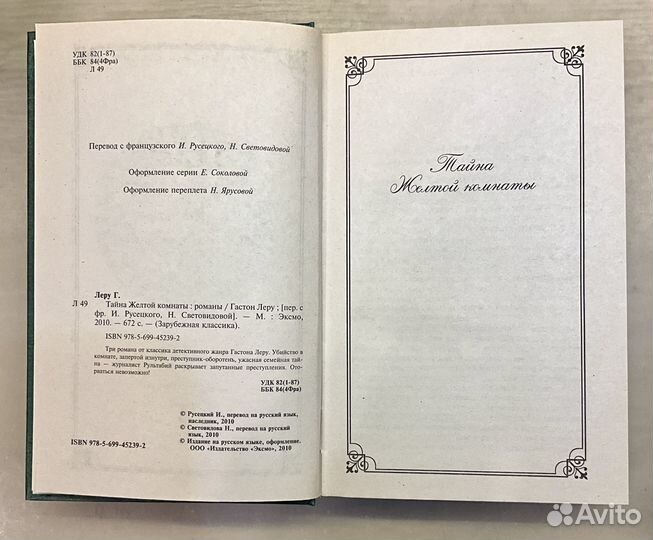 УДК 82(1-87)
ББК 84(4Фра)
Л 49
Перевод с французского И. Русецкого, Н. Световидовой
Оформление серии Е. Соколовой
Оформление переплета Н. Ярусовой
Леру Г.
Л 49 Тайна Желтой комнаты : романы / Гастон Леру ; [пер. с
фр. И. Русецкого, Н. Световидовой]. — М. : Эксмо,
2010. — 672 с. — (Зарубежная классика).
ISBN 978-5-699-45239-2
Три романа от классика детективного жанра Гастона Леру. Убийство в
комнате, запертой изнутри, преступник-оборотень, ужасная семейная тай-
на — журналист Рультабий раскрывает запутанные преступления. Ото-
рваться невозможно!
УДК 82(1-87)
ББК 84(4Фра)
© Русецкий И., перевод на русский язык,
наследник, 2010
© Световидова Н., перевод на русский
язык, 2010
© Издание на русском языке, оформление.
ООО «Издательство «Эксмо», 2010
ISBN 978-5-699-45239-2
Тайна
Желтой комнаты
Avito